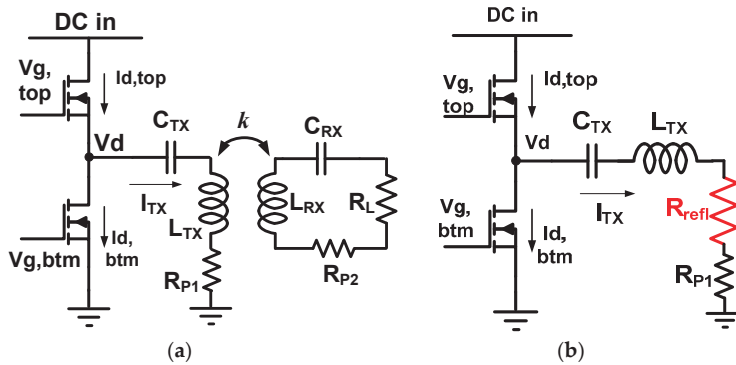 DC in
Vg,
top
Id,top
Vd
CTX
k
CRX
ITX
LTX
LRX
RL
Vg,btm
Id,
btm
RP1
RP2
(a)
DC in
Vg,
top
Id,top
Vd
CTX
LTX
ITX
Rrefl
Vg,
btm
Id,
btm
RP1
(b)